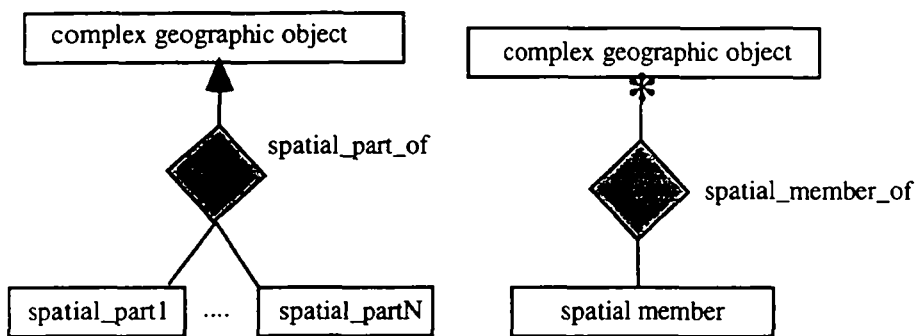 complex geographic object
spatial_part_of
spatial_part1 .... spatial_partN
complex geographic object
*
spatial_member_of
spatial member